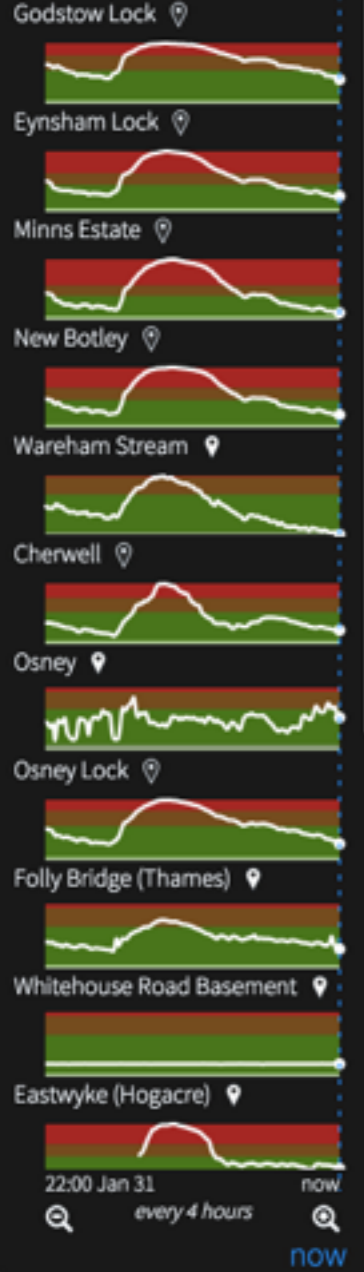 Godstow Lock
Eynsham Lock
Minns Estate
New Botley
Wareham Stream
Cherwell
Osney
Osney Lock
Folly Bridge (Thames)
Whitehouse Road Basement
Eastwyke (Hogacre)
22:00 Jan 31 now
every 4 hours
now